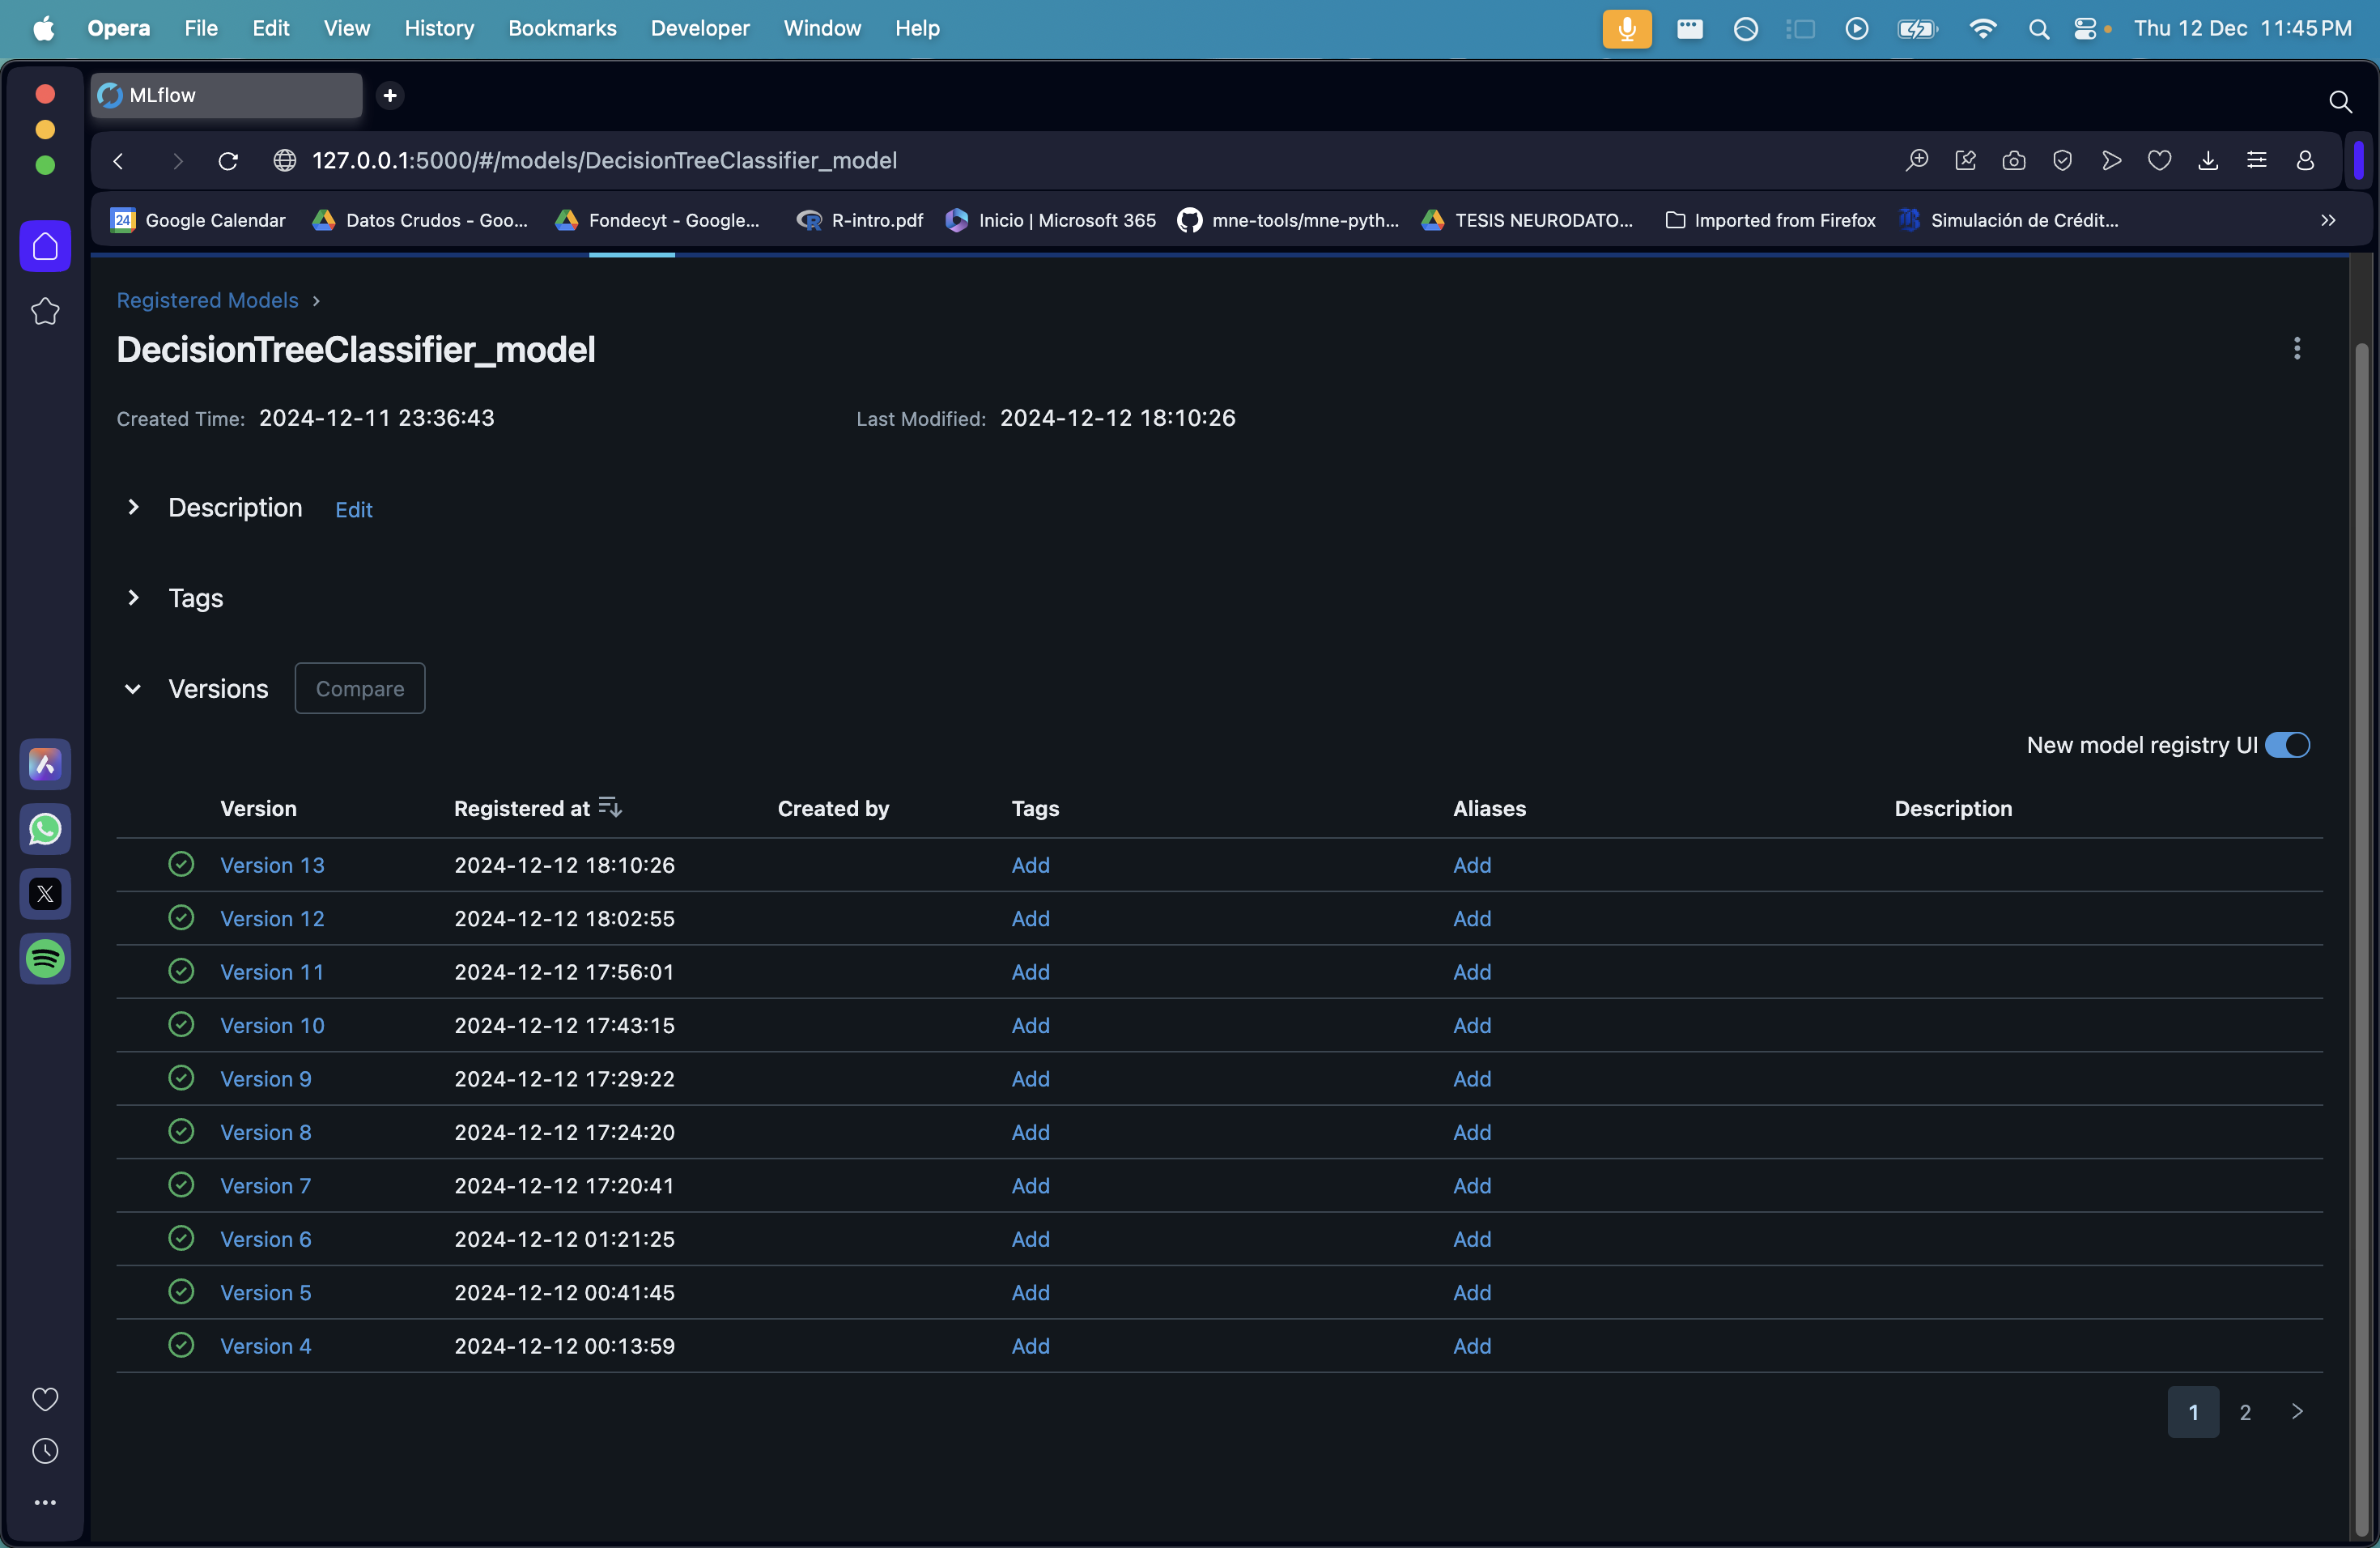 Opera File Edit View History Bookmarks Developer Window Help Thu 12 Dec 11:45 PM
MLflow
127.0.0.1:5000/#/models/DecisionTreeClassifier_model
24 Google Calendar Datos Crudos - Goo... Fondecyt - Google... R-intro.pdf Inicio | Microsoft 365 mne-tools/mne-pyth... TESIS NEURODATO... Imported from Firefox Simulación de Crédit...
Registered Models >
DecisionTreeClassifier_model
Created Time: 2024-12-11 23:36:43 Last Modified: 2024-12-12 18:10:26
Description Edit
Tags
Versions Compare
New model registry UI
Version Registered at Created by Tags Aliases Description
Version 13 2024-12-12 18:10:26 Add Add
Version 12 2024-12-12 18:02:55 Add Add
Version 11 2024-12-12 17:56:01 Add Add
Version 10 2024-12-12 17:43:15 Add Add
Version 9 2024-12-12 17:29:22 Add Add
Version 8 2024-12-12 17:24:20 Add Add
Version 7 2024-12-12 17:20:41 Add Add
Version 6 2024-12-12 01:21:25 Add Add
Version 5 2024-12-12 00:41:45 Add Add
Version 4 2024-12-12 00:13:59 Add Add
1 2 >